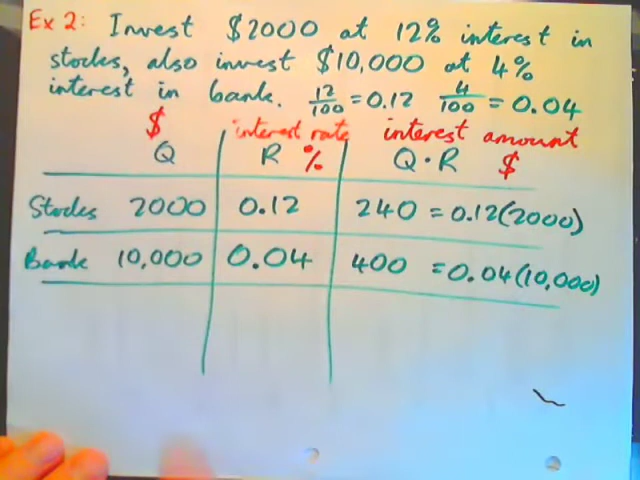 Ex 2: Invest $2000 at 12% interest in
stocks, also invest $10,000 at 4%
interest in bank. 12/100 = 0.12 4/100 = 0.04
$ interest rate interest amount
Q R % Q·R $
Stocks 2000 0.12 240 = 0.12(2000)
Bank 10,000 0.04 400 = 0.04(10,000)